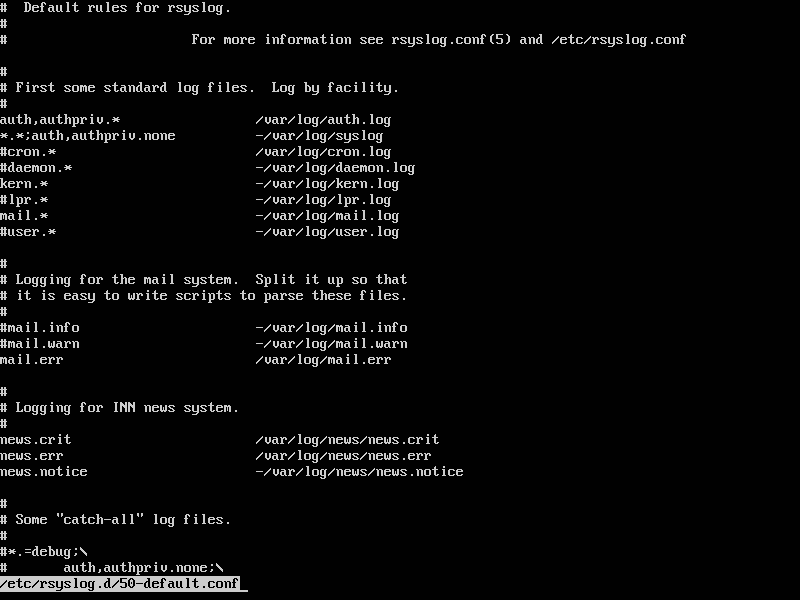 #  Default rules for rsyslog.
#
#                       For more information see rsyslog.conf(5) and /etc/rsyslog.conf

#
# First some standard log files.  Log by facility.
#
auth,authpriv.*                 /var/log/auth.log
*.*;auth,authpriv.none          -/var/log/syslog
#cron.*                         /var/log/cron.log
#daemon.*                       -/var/log/daemon.log
kern.*                          -/var/log/kern.log
#lpr.*                          -/var/log/lpr.log
mail.*                          -/var/log/mail.log
#user.*                         -/var/log/user.log

#
# Logging for the mail system.  Split it up so that
# it is easy to write scripts to parse these files.
#
#mail.info                      -/var/log/mail.info
#mail.warn                      -/var/log/mail.warn
mail.err                        /var/log/mail.err

#
# Logging for INN news system.
#
news.crit                       /var/log/news/news.crit
news.err                        /var/log/news/news.err
news.notice                     -/var/log/news/news.notice

#
# Some "catch-all" log files.
#
#*.=debug;\
#       auth,authpriv.none;\
/etc/rsyslog.d/50-default.conf